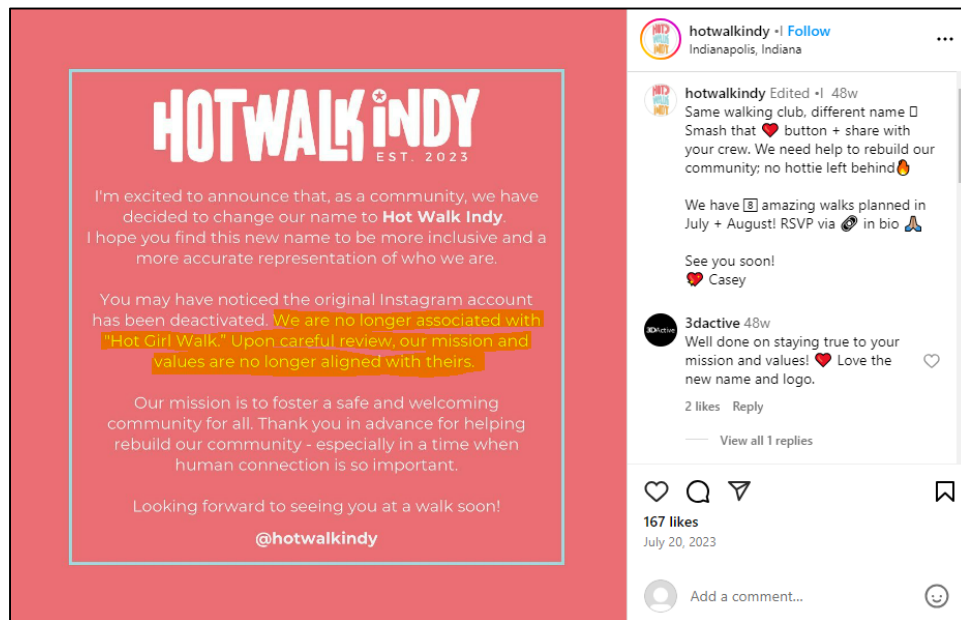 HOTWALKINDY
EST. 2023
I'm excited to announce that, as a community, we have
decided to change our name to Hot Walk Indy.
I hope you find this new name to be more inclusive and a
more accurate representation of who we are.
You may have noticed the original Instagram account
has been deactivated. We are no longer associated with
"Hot Girl Walk." Upon careful review, our mission and
values are no longer aligned with theirs.
Our mission is to foster a safe and welcoming
community for all. Thank you in advance for helping
rebuild our community - especially in a time when
human connection is so important.
Looking forward to seeing you at a walk soon!
@hotwalkindy
hotwalkindy • Follow
Indianapolis, Indiana
hotwalkindy Edited • 48w
Same walking club, different name
Smash that ❤️ button + share with
your crew. We need help to rebuild our
community; no hottie left behind🔥
We have 8 amazing walks planned in
July + August! RSVP via 🔗 in bio 🙏🏽
See you soon!
💖 Casey
3DActive
3dactive 48w
Well done on staying true to your
mission and values! ❤️ Love the
new name and logo.
2 likes Reply
View all 1 replies
167 likes
July 20, 2023
Add a comment...